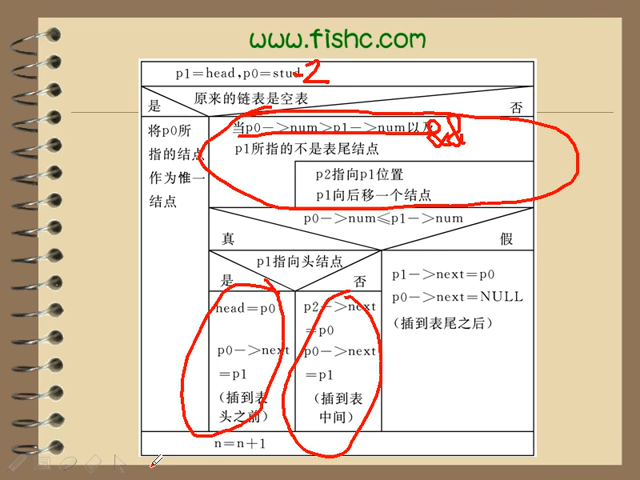 www.fishc.com
p1=head,p0=stud-2
原来的链表是空表
是
否
将p0所
指的结点
作为惟一
结点
当p0->num>p1->num以及
p1所指的不是表尾结点
p2指向p1位置
p1向后移一个结点
p0->num≤p1->num
真
假
p1指向头结点
是
否
head=p0
p0->next
=p1
(插到表
头之前)
p2->next
=p0
p0->next
=p1
(插到表
中间)
p1->next=p0
p0->next=NULL
(插到表尾之后)
n=n+1